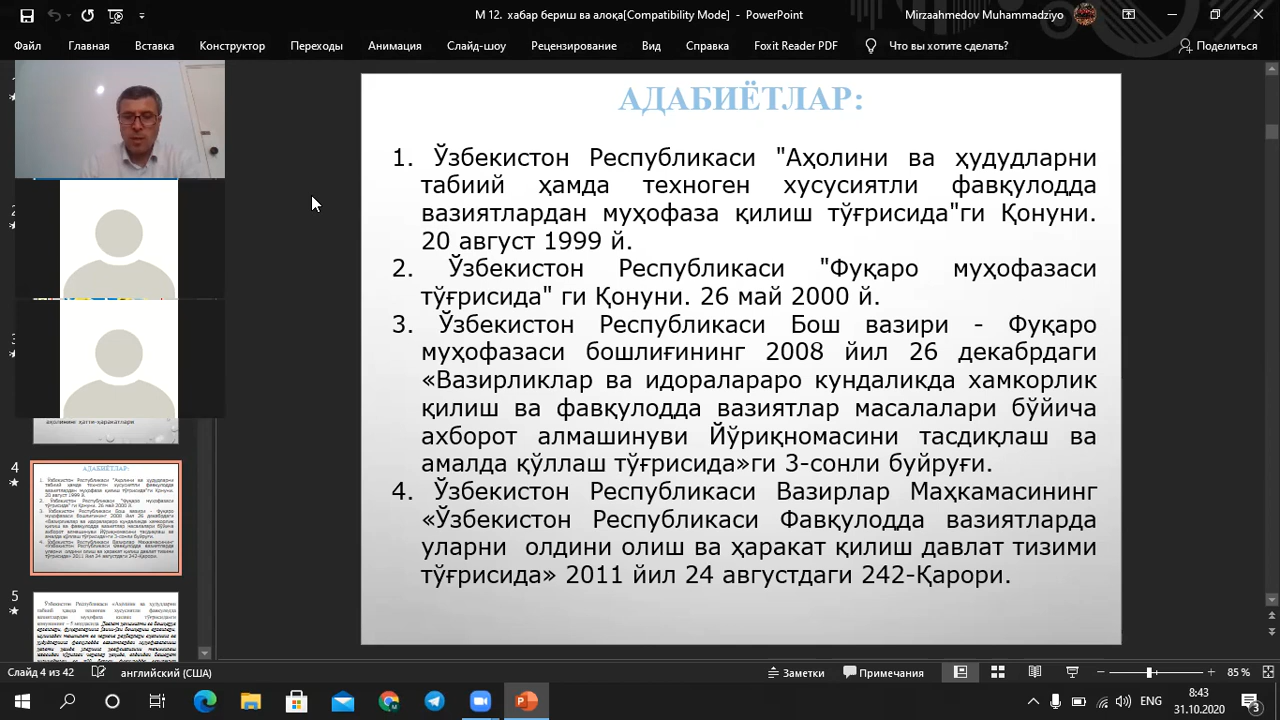 М 12. хабар бериш ва алоқа[Compatibility Mode] - PowerPoint
Mirzaahmedov Muhammadziyo
Файл Главная Вставка Конструктор Переходы Анимация Слайд-шоу Рецензирование Вид Справка Foxit Reader PDF Что вы хотите сделать? Поделиться
АДАБИЁТЛАР:
1. Ўзбекистон Республикаси "Аҳолини ва ҳудудларни
табиий ҳамда техноген хусусиятли фавқулодда
вазиятлардан муҳофаза қилиш тўғрисида"ги Қонуни.
20 август 1999 й.
2. Ўзбекистон Республикаси "Фуқаро муҳофазаси
тўғрисида" ги Қонуни. 26 май 2000 й.
3. Ўзбекистон Республикаси Бош вазири - Фуқаро
муҳофазаси бошлиғининг 2008 йил 26 декабрдаги
«Вазирликлар ва идоралараро кундаликда хамкорлик
қилиш ва фавқулодда вазиятлар масалалари бўйича
ахборот алмашинуви Йўриқномасини тасдиқлаш ва
амалда қўллаш тўғрисида»ги 3-сонли буйруғи.
4. Ўзбекистон Республикаси Вазирлар Маҳкамасининг
«Ўзбекистон Республикаси Фавқулодда вазиятларда
уларни олдини олиш ва ҳаракат қилиш давлат тизими
тўғрисида» 2011 йил 24 августдаги 242-Қарори.
4
АДАБИЁТЛАР:
5
Слайд 4 из 42 английский (США) Заметки Примечания 85 %
ENG
8:43
31.10.2020
3